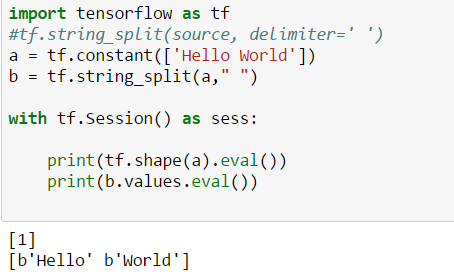 import tensorflow as tf
#tf.string_split(source, delimiter=' ')
a = tf.constant(['Hello World'])
b = tf.string_split(a," ")
with tf.Session() as sess:
    print(tf.shape(a).eval())
    print(b.values.eval())
[1]
[b'Hello' b'World']